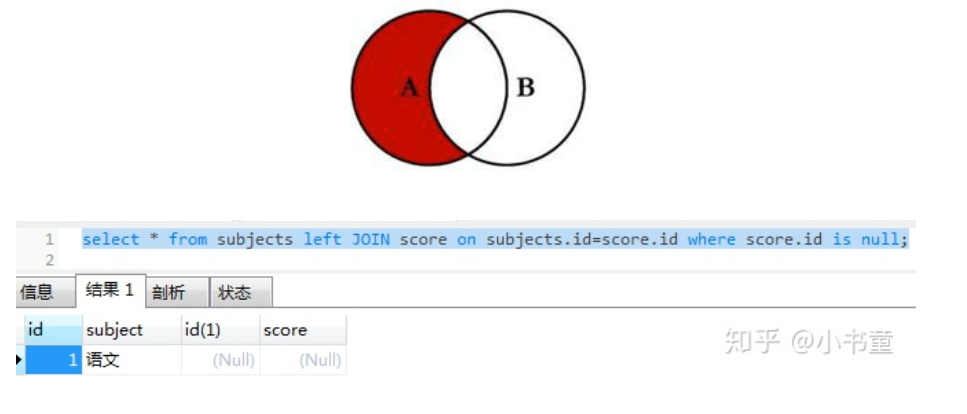 A B
1 select * from subjects left JOIN score on subjects.id=score.id where score.id is null;
2
信息 结果 1 剖析 状态
id subject id(1) score
1 语文 (Null) (Null)
知乎 @小书童